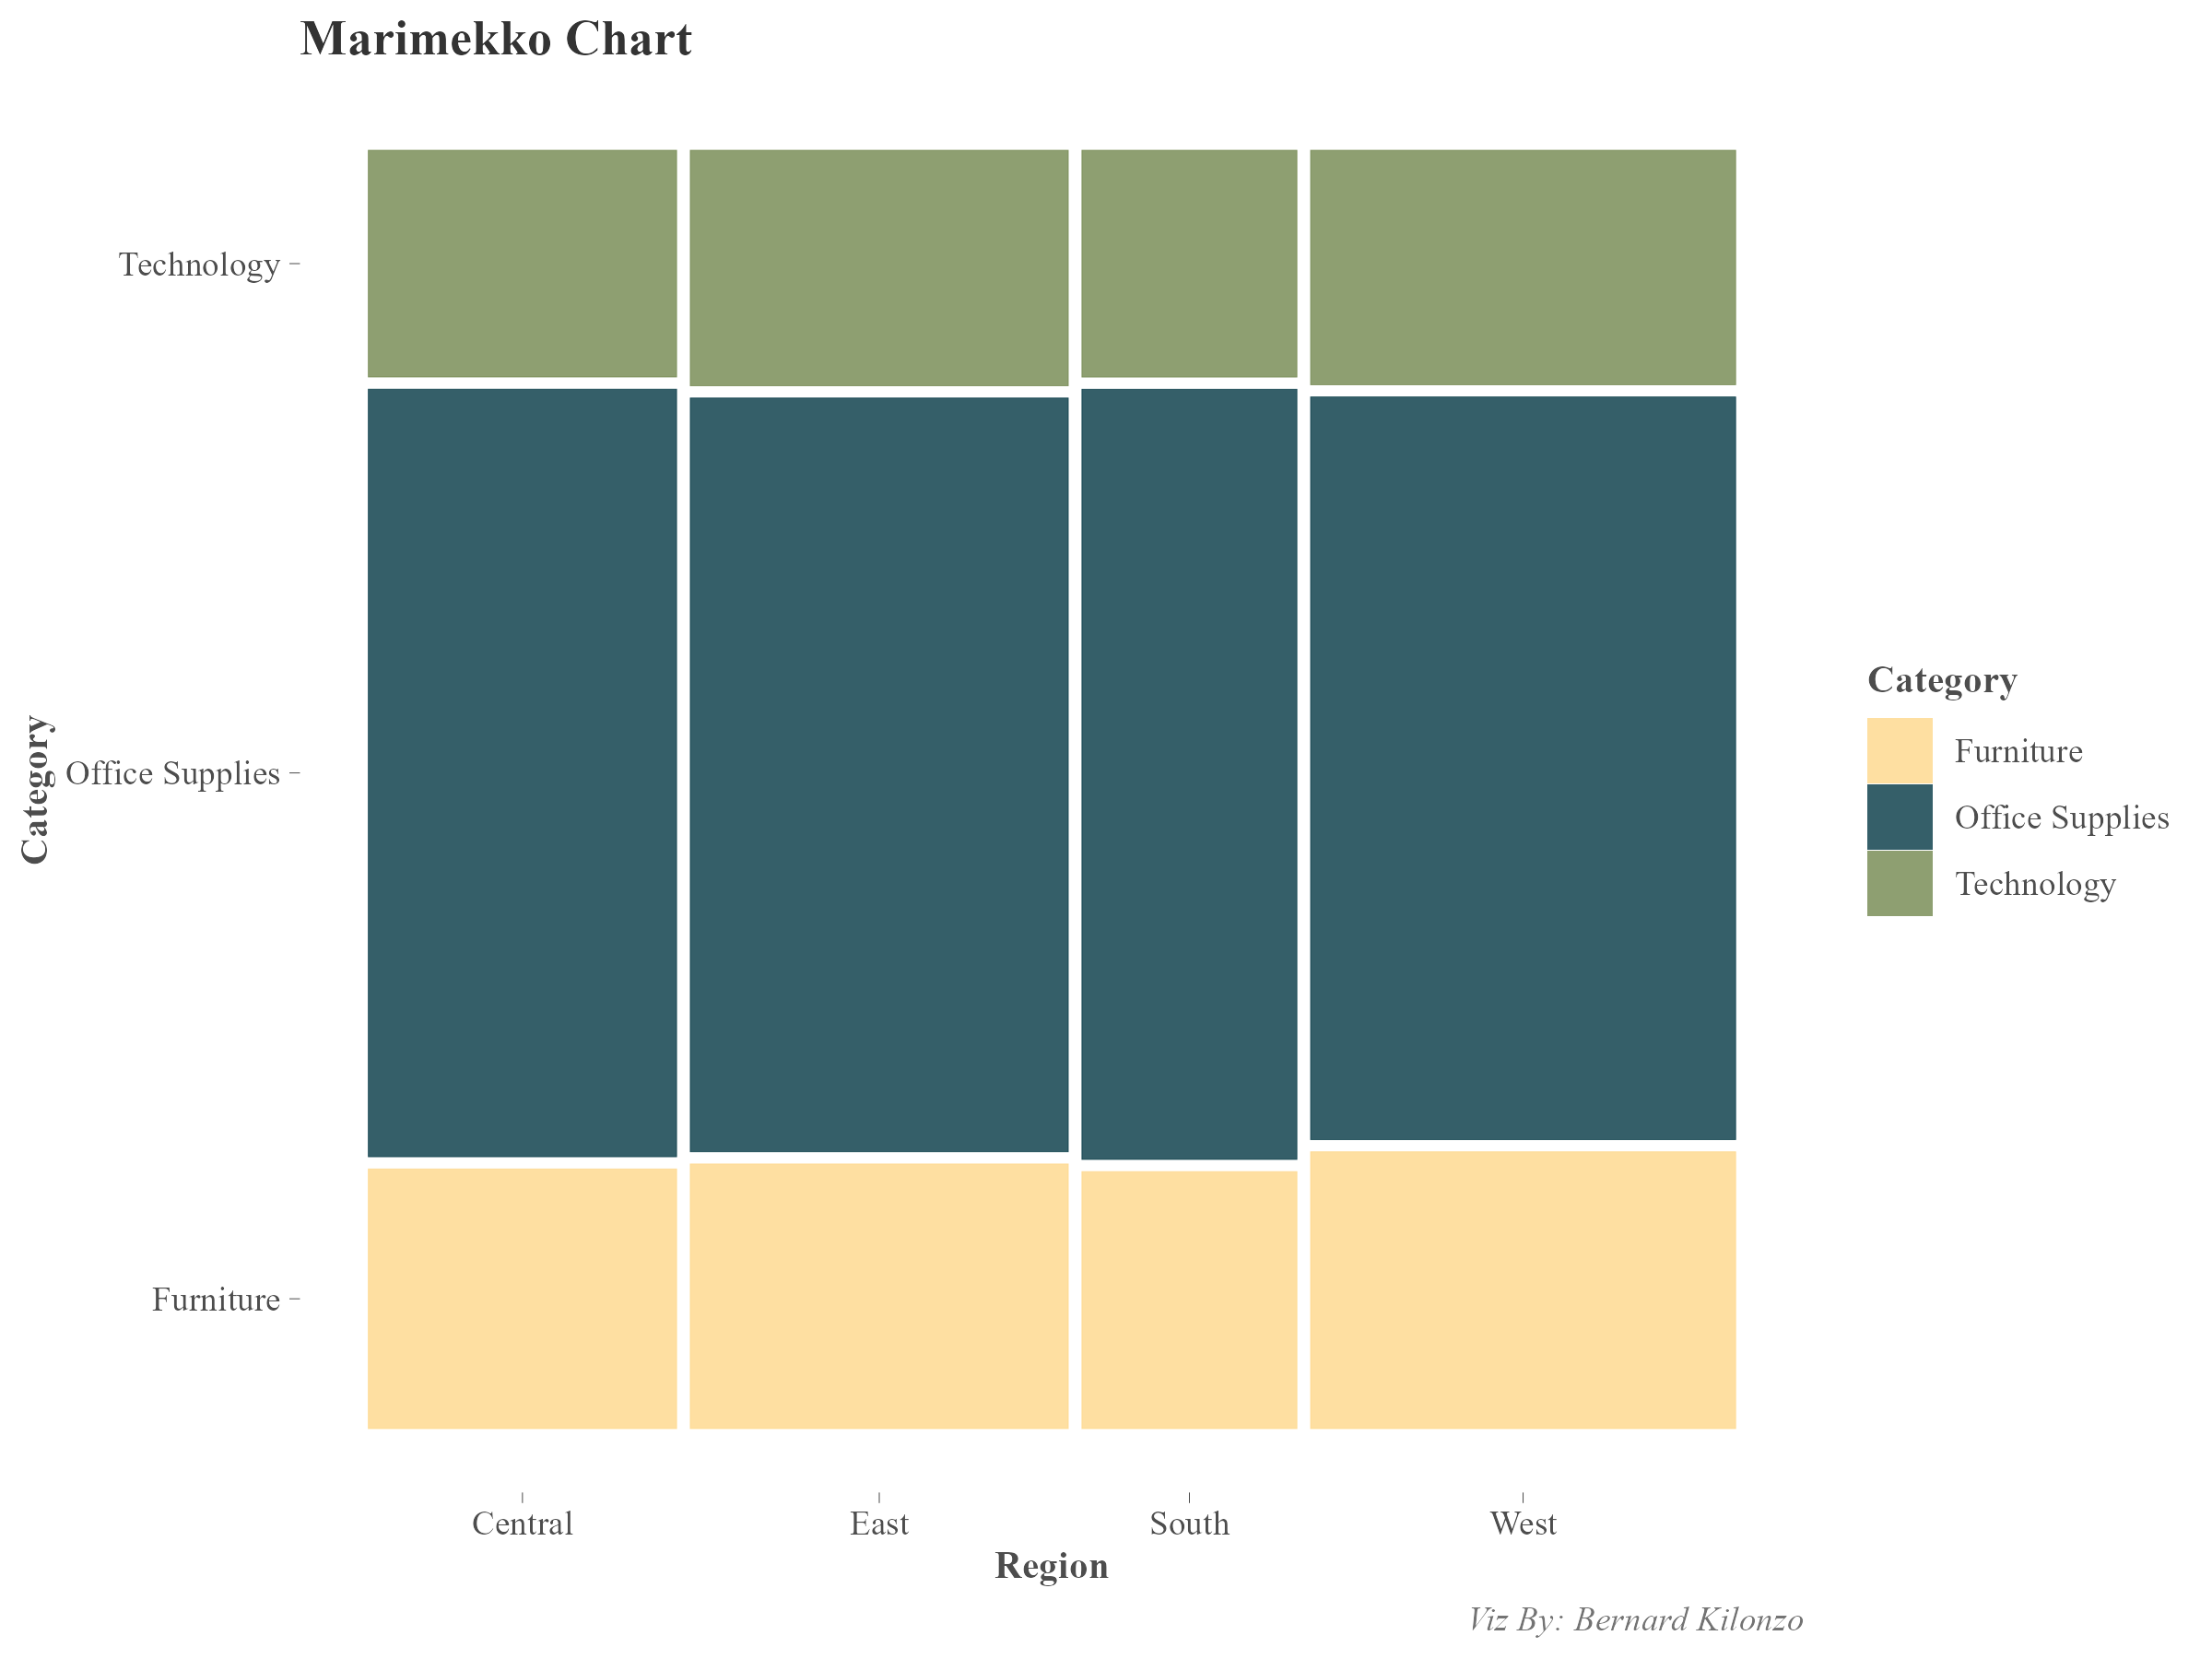 Marimekko Chart
Technology
Office Supplies
Furniture
Category
Category
Furniture
Office Supplies
Technology
Central
East
South
West
Region
Viz By: Bernard Kilonzo